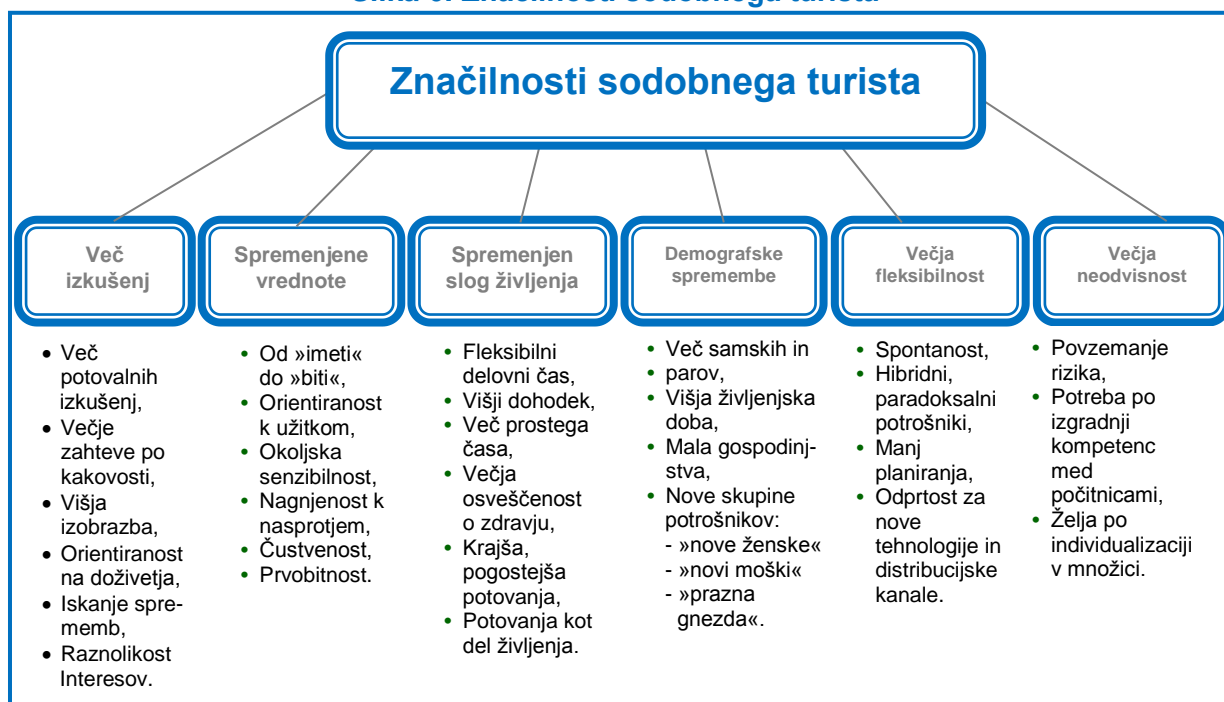 Slika Značilnosti sodobnega turista
Značilnosti sodobnega turista
Več
izkušenj
• Več
potovalnih
izkušenj,
• Večje
zahteve po
kakovosti,
• Višja
izobrazba,
• Orientiranost
na doživetja,
• Iskanje spre-
memb,
• Raznolikost
Interesov.
Spremenjene
vrednote
• Od »imeti«
do »biti«,
• Orientiranost
k užitkom,
• Okoljska
senzibilnost,
• Nagnjenost k
nasprotjem,
• Čustvenost,
• Prvobitnost.
Spremenjen
slog življenja
• Fleksibilni
delovni čas,
• Višji dohodek,
• Več prostega
časa,
• Večja
osveščenost
o zdravju,
• Krajša,
pogostejša
potovanja,
• Potovanja kot
del življenja.
Demografske
spremembe
• Več samskih in
• parov,
• Višja življenjska
doba,
• Mala gospodinj-
stva,
• Nove skupine
potrošnikov:
- »nove ženske«
- »novi moški«
- »prazna
gnezda«.
Večja
fleksibilnost
• Spontanost,
• Hibridni,
paradoksalni
potrošniki,
• Manj
planiranja,
• Odprtost za
nove
tehnologije in
distribucijske
kanale.
Večja
neodvisnost
• Povzemanje
rizika,
• Potreba po
izgradnji
kompetenc
med
počitnicami,
• Želja po
individualizaciji
v množici.